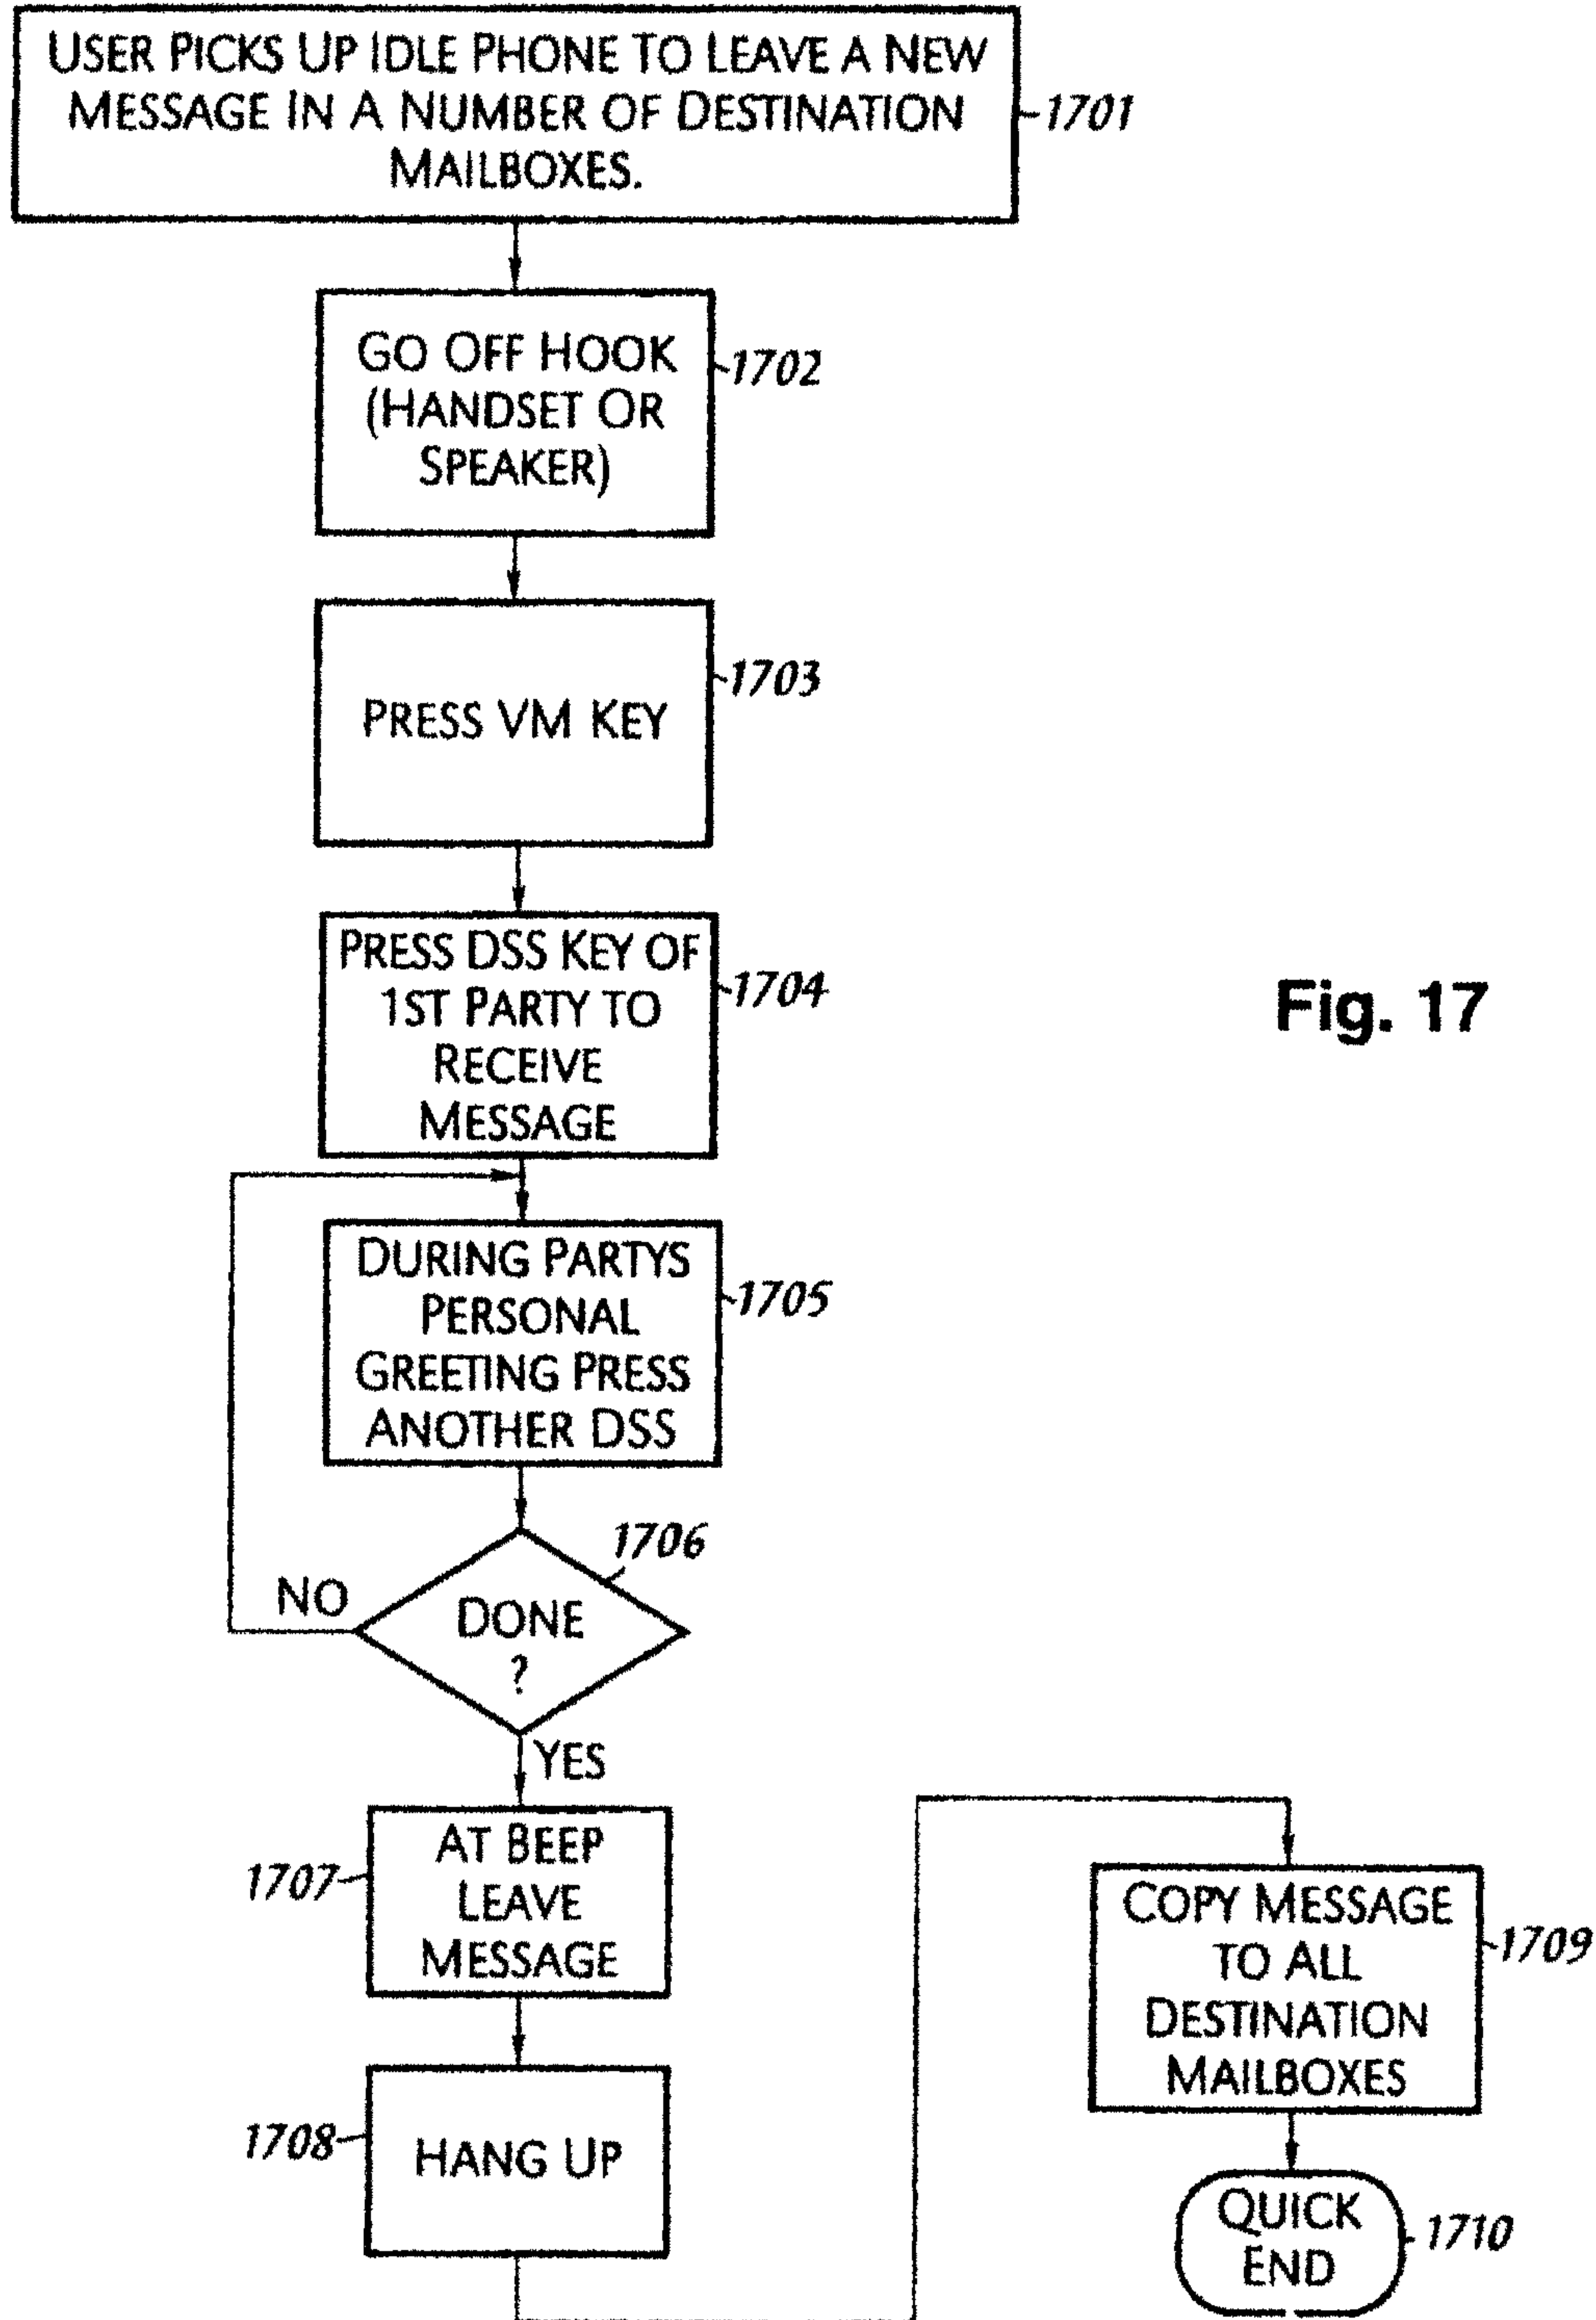 USER PICKS UP IDLE PHONE TO LEAVE A NEW
MESSAGE IN A NUMBER OF DESTINATION
MAILBOXES.
1701
GO OFF HOOK
(HANDSET OR
SPEAKER)
1702
PRESS VM KEY
1703
PRESS DSS KEY OF
1ST PARTY TO
RECEIVE
MESSAGE
1704
Fig. 17
DURING PARTYS
PERSONAL
GREETING PRESS
ANOTHER DSS
1705
1706
NO
DONE
?
YES
AT BEEP
LEAVE
MESSAGE
1707
HANG UP
1708
COPY MESSAGE
TO ALL
DESTINATION
MAILBOXES
1709
QUICK
END
1710